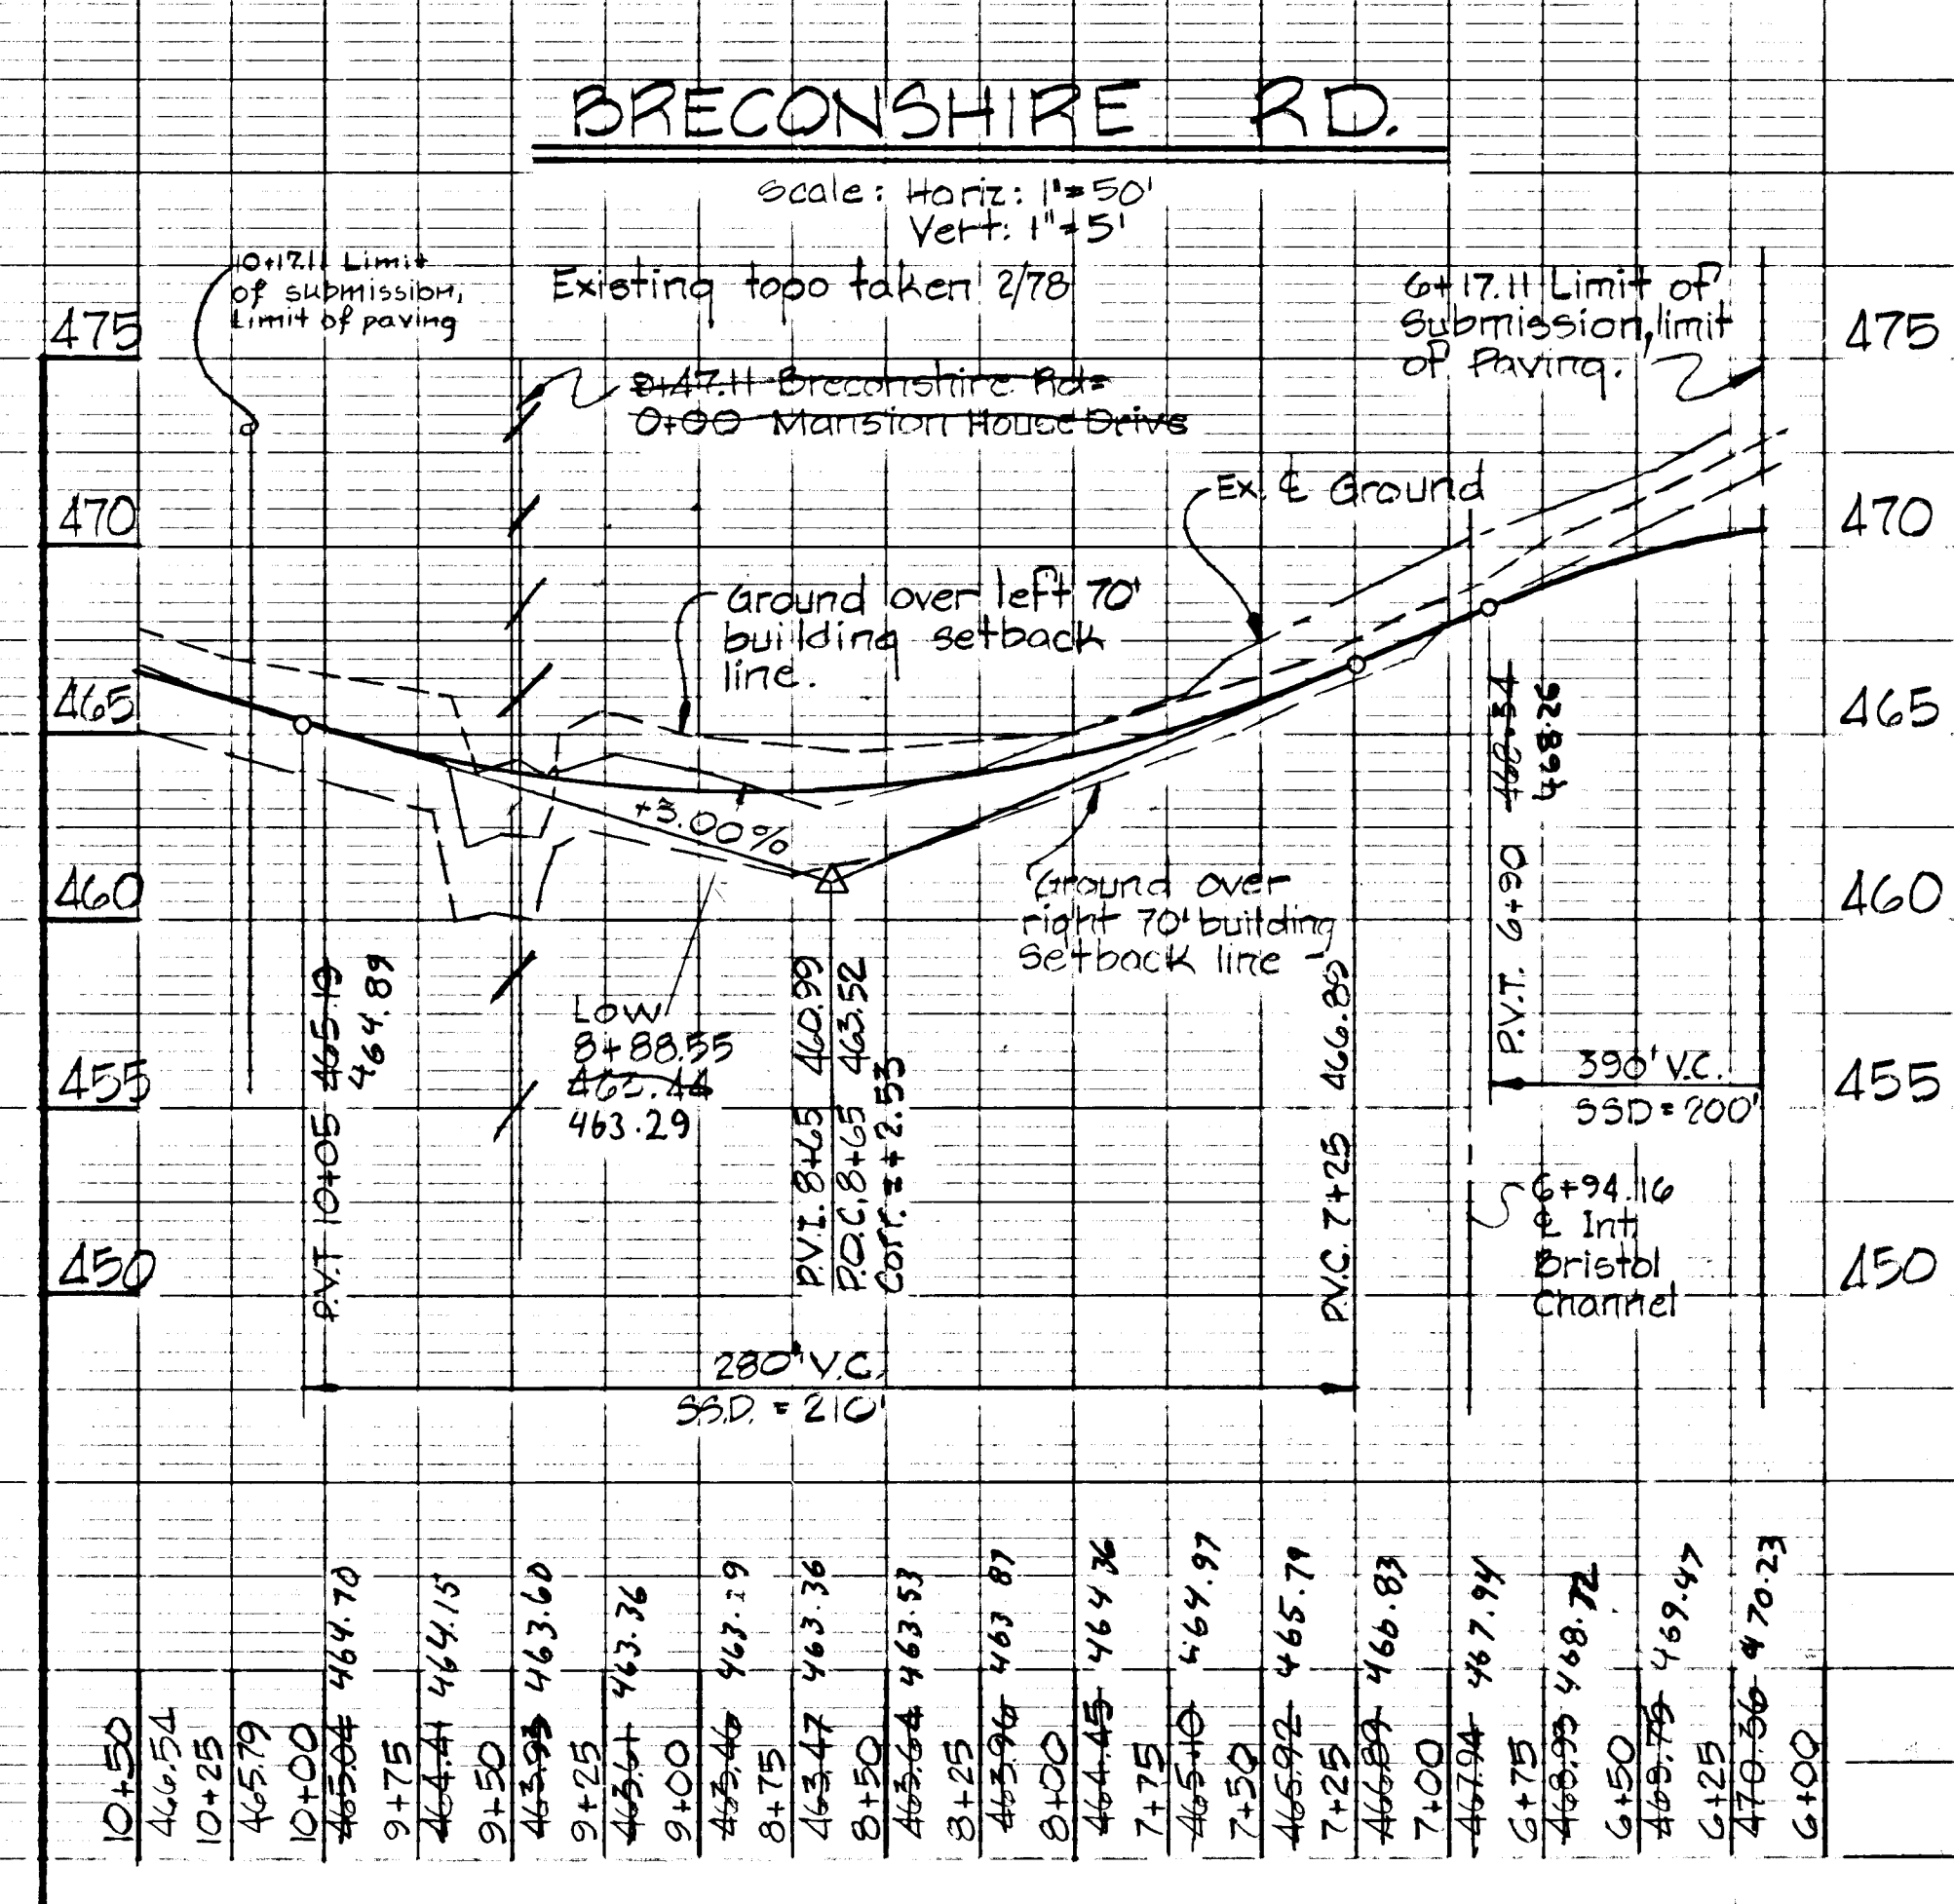 BRECONSHIRE RD.
Scale: Horiz: 1"=50'
Vert: 1"=5'
Existing topo taken 2/78
10+17.11 Limit
of submission,
Limit of paving
6+17.11 Limit of
Submission, limit
of Paving.
475
475
0+00 Mansion House Drive
Ex. ℄ Ground
470
470
Ground over left 70'
building setback
line.
465
465
+3.00%
460
460
Ground over
right 70' building
setback line
LOW
8+88.55
463.44
463.29
455
455
P.V.T 10+05 465.19
464.89
P.V.I. 8+65 460.99
P.O.C. 8+65 463.52
Corr. = +2.53
P.V.C. 7+25 466.89
P.V.T. 6+90
468.26
390' V.C.
SSD = 200'
6+94.16
℄ Int.
Bristol
Channel
450
450
280' V.C.
S.S.D. = 210'
10+50
466.54
10+25
465.79
10+00
465.04 464.70
9+75
464.41 464.15
9+50
463.93 463.60
9+25
463.61 463.36
9+00
463.46 463.29
8+75
463.47 463.36
8+50
463.64 463.53
8+25
463.96 463 87
8+00
464.45 464 36
7+75
465.10 464.97
7+50
465.92 465.79
7+25
466.89 466.83
7+00
467.94 467.94
6+75
468.93 468.72
6+50
469.75 469.47
6+25
470.36 470.23
6+00